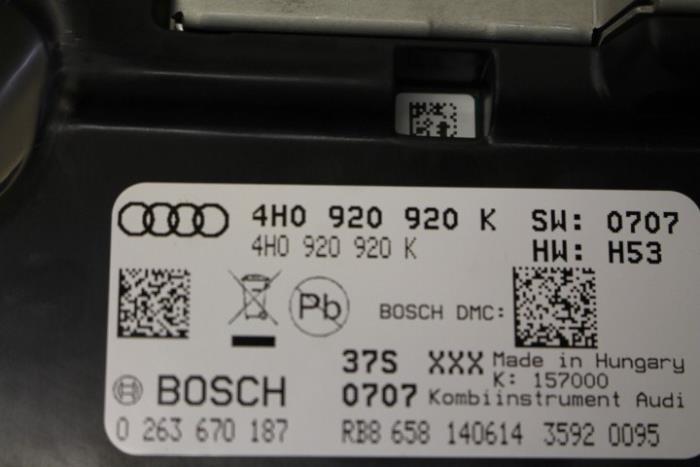 4H0 920 920 K SW: 0707
4H0 920 920 K HW: H53
Pb BOSCH DMC:
37S XXX Made in Hungary
K: 157000
BOSCH 0707 Kombiinstrument Audi
0 263 670 187 RB8 658 140614 3592 0095